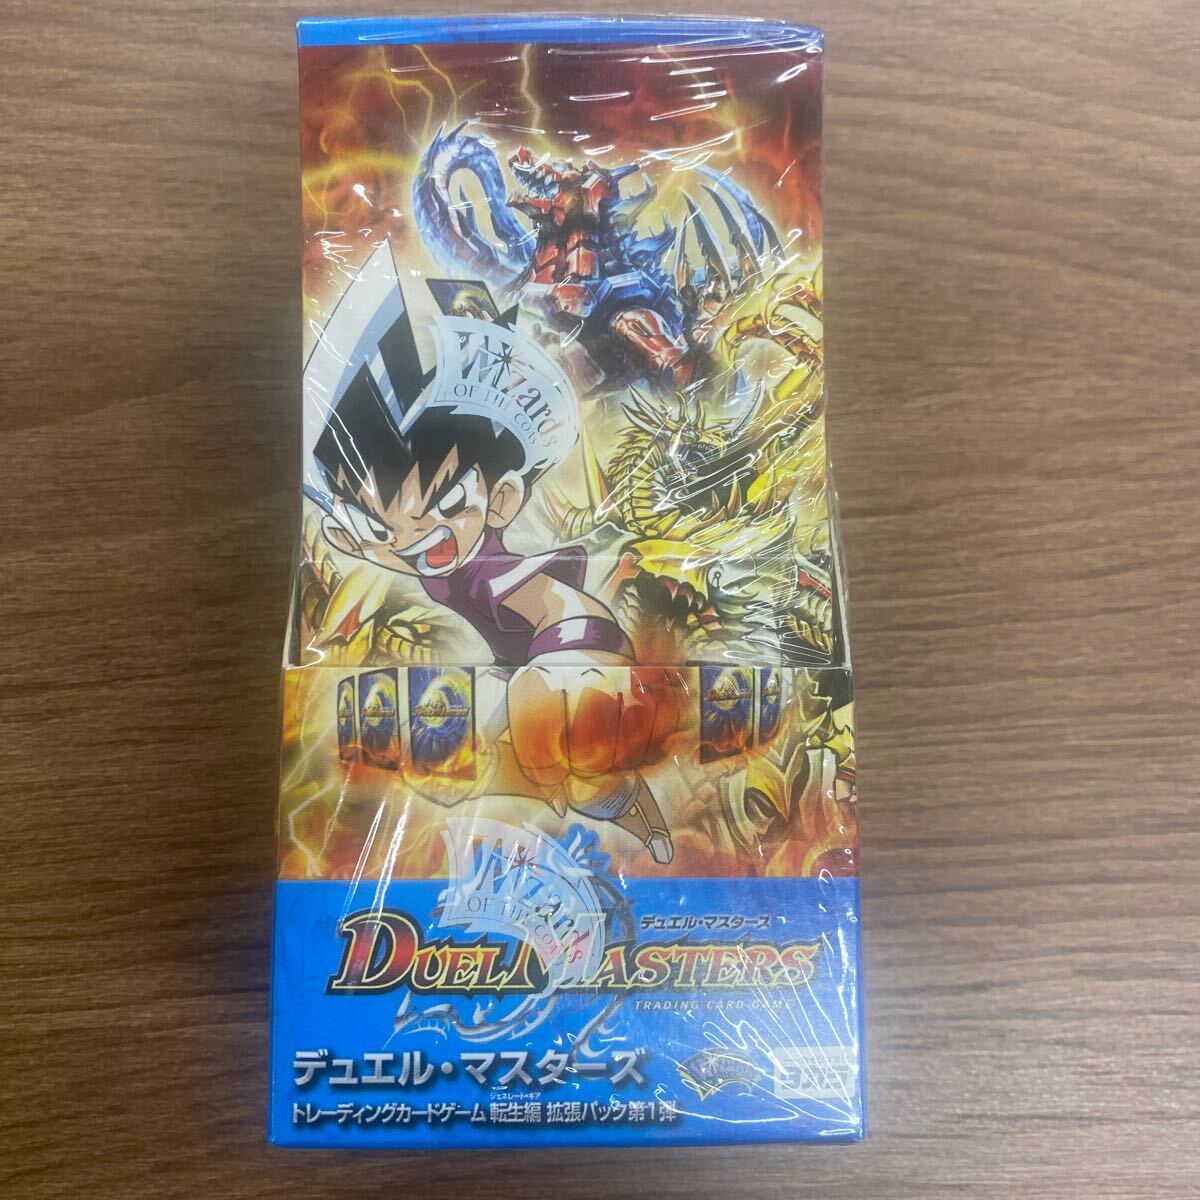 Wizards
OF THE COAST
Wizards
OF THE COAST
デュエル・マスターズ
DUEL MASTERS
TRADING CARD GAME
デュエル・マスターズ
ジェネレート・ギア
トレーディングカードゲーム 転生編 拡張パック第1弾